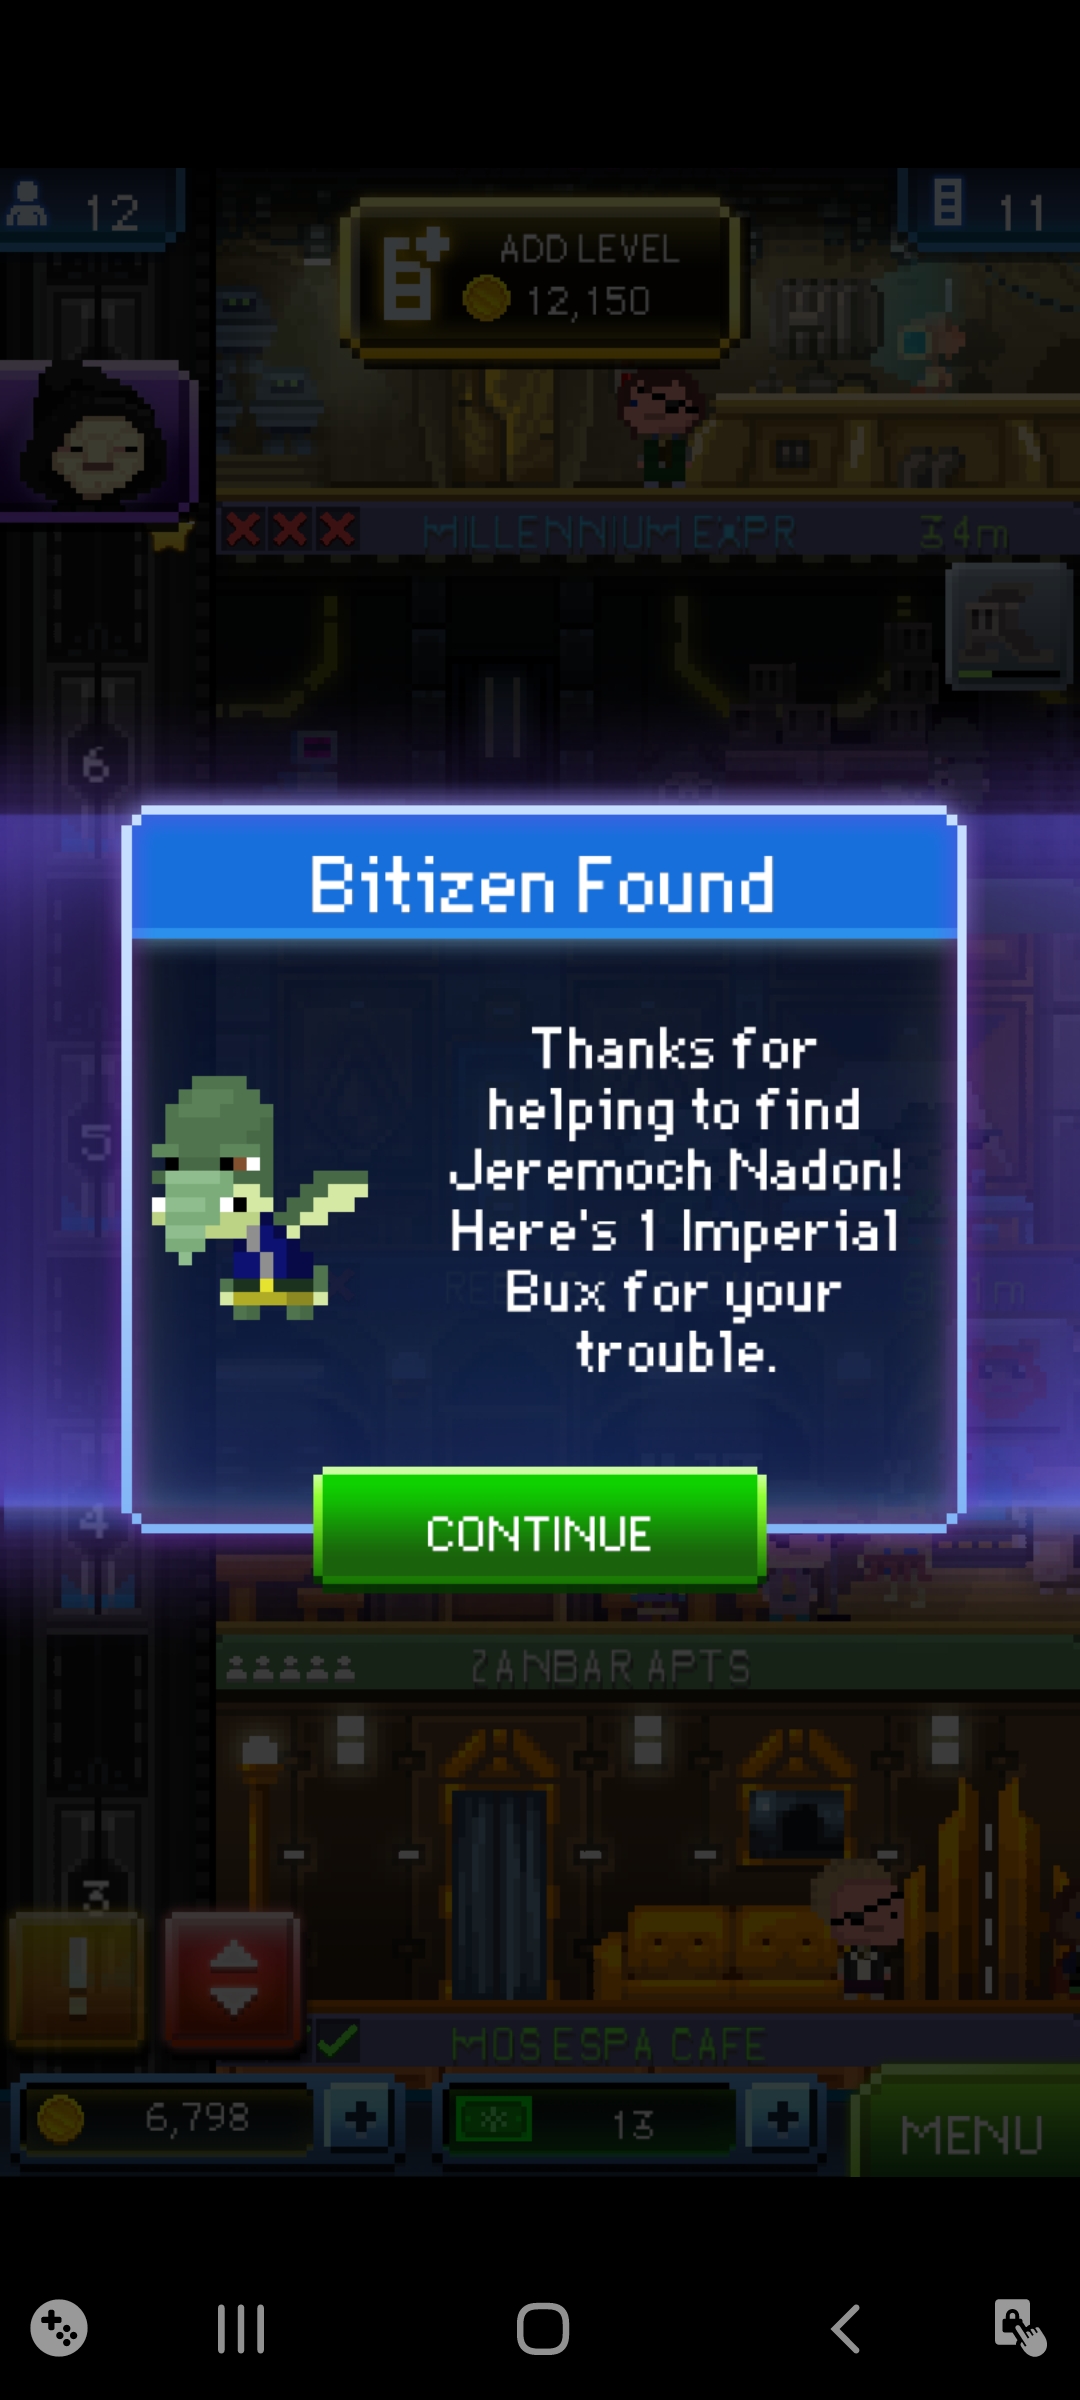 12
11
ADD LEVEL
12,150
MILLENNIUM EXPR
4m
6
Bitizen Found
Thanks for
helping to find
Jeremoch Nadon!
Here's 1 Imperial
Bux for your
trouble.
5
1m
CONTINUE
4
ZANBAR APTS
3
!
MOS ESPA CAFE
6,798
13
MENU